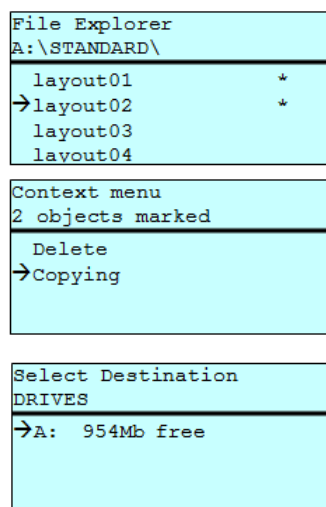 File Explorer
A:\STANDARD\
layout01 *
→layout02 *
layout03
layout04
Context menu
2 objects marked
Delete
→Copying
Select Destination
DRIVES
→A: 954Mb free